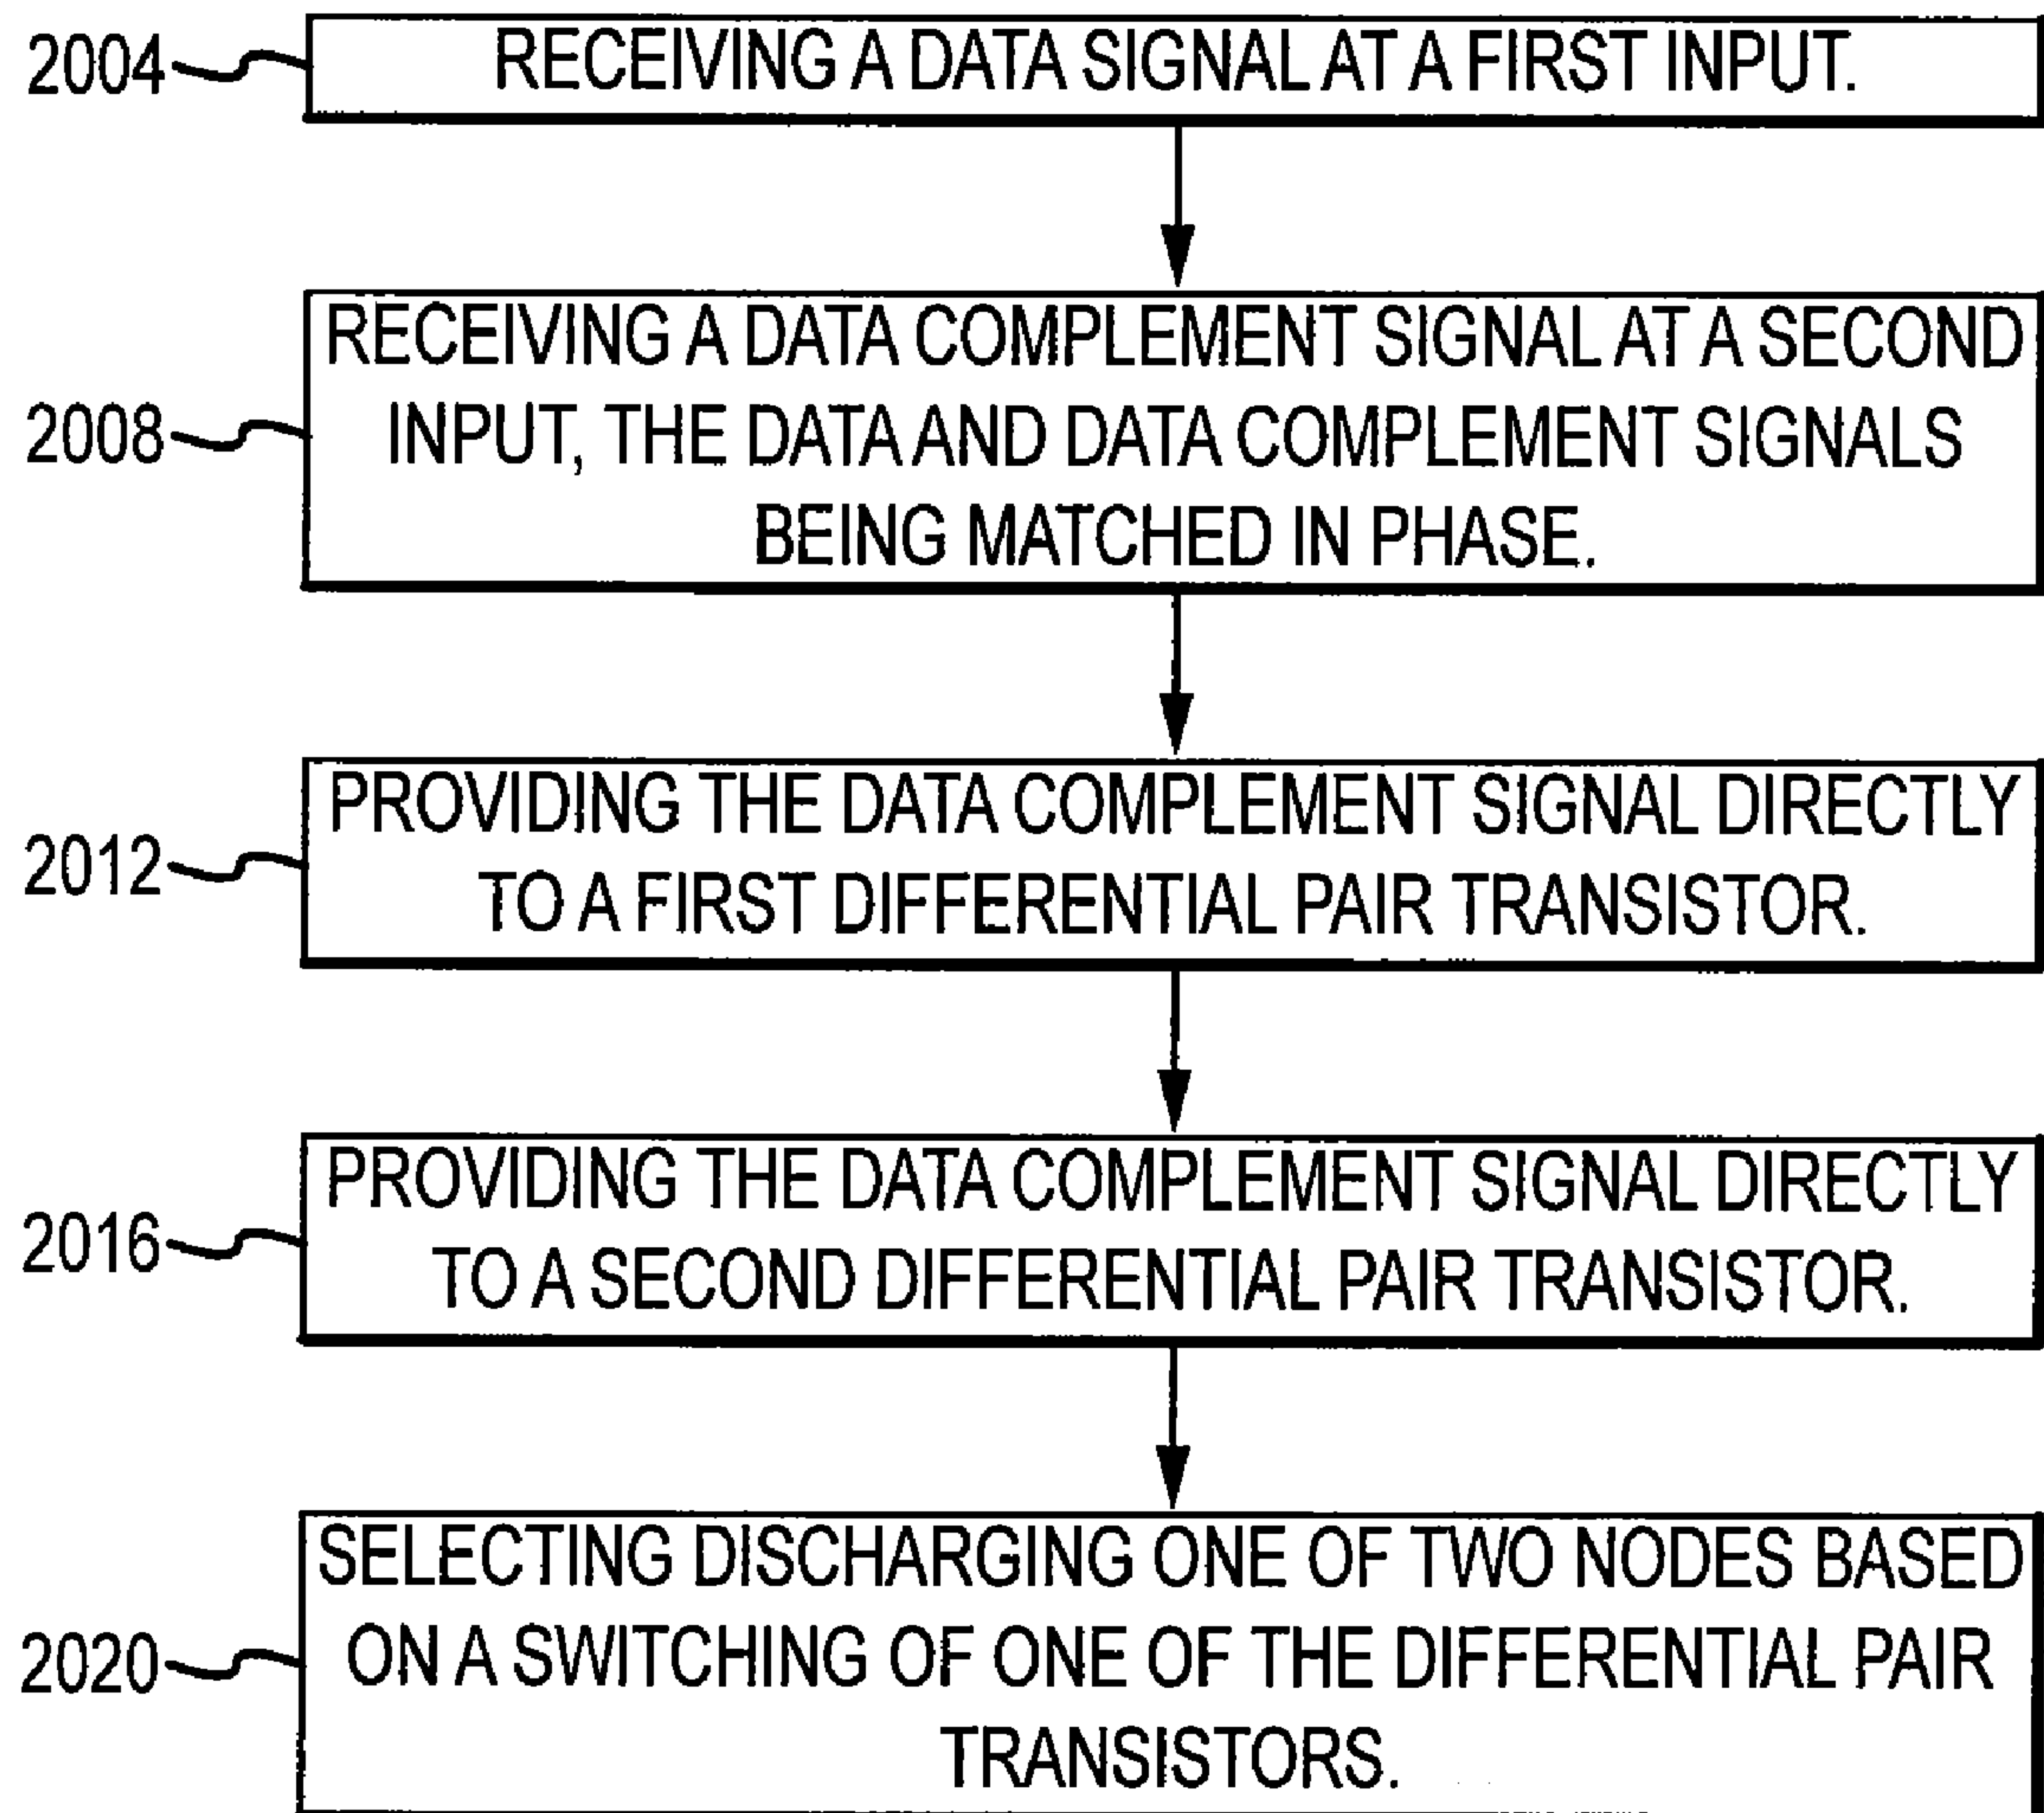 2004
RECEIVING A DATA SIGNAL AT A FIRST INPUT.
RECEIVING A DATA COMPLEMENT SIGNAL AT A SECOND
2008
INPUT, THE DATA AND DATA COMPLEMENT SIGNALS
BEING MATCHED IN PHASE.
PROVIDING THE DATA COMPLEMENT SIGNAL DIRECTLY
2012
TO A FIRST DIFFERENTIAL PAIR TRANSISTOR.
PROVIDING THE DATA COMPLEMENT SIGNAL DIRECTLY
2016
TO A SECOND DIFFERENTIAL PAIR TRANSISTOR.
SELECTING DISCHARGING ONE OF TWO NODES BASED
2020
ON A SWITCHING OF ONE OF THE DIFFERENTIAL PAIR
TRANSISTORS.